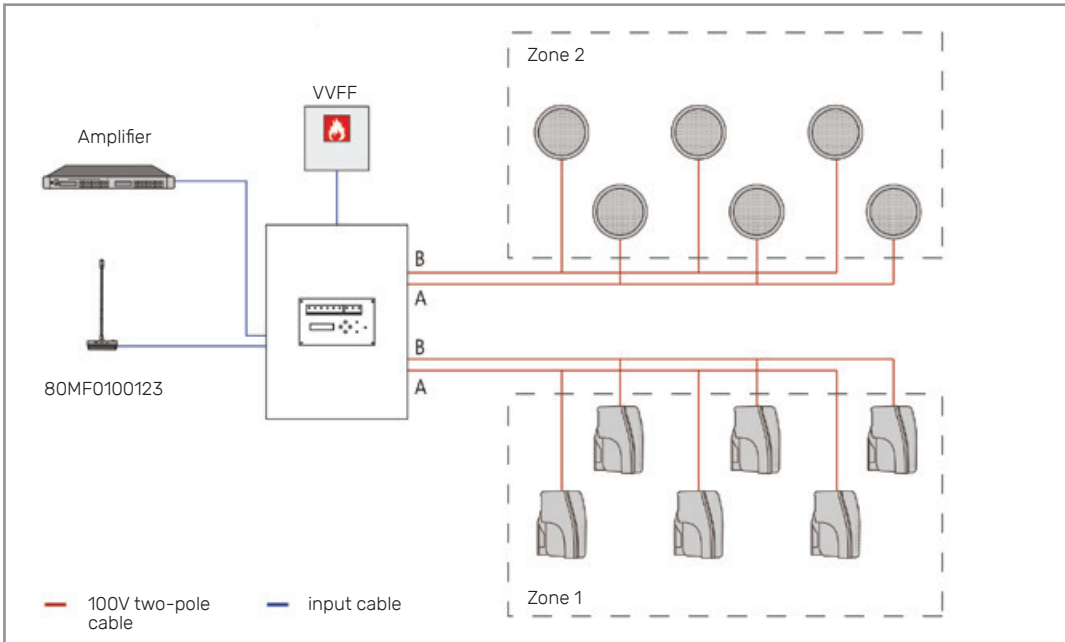 Zone 2
VVFF
Amplifier
B
A
B
A
80MF0100123
Zone 1
100V two-pole
cable
input cable